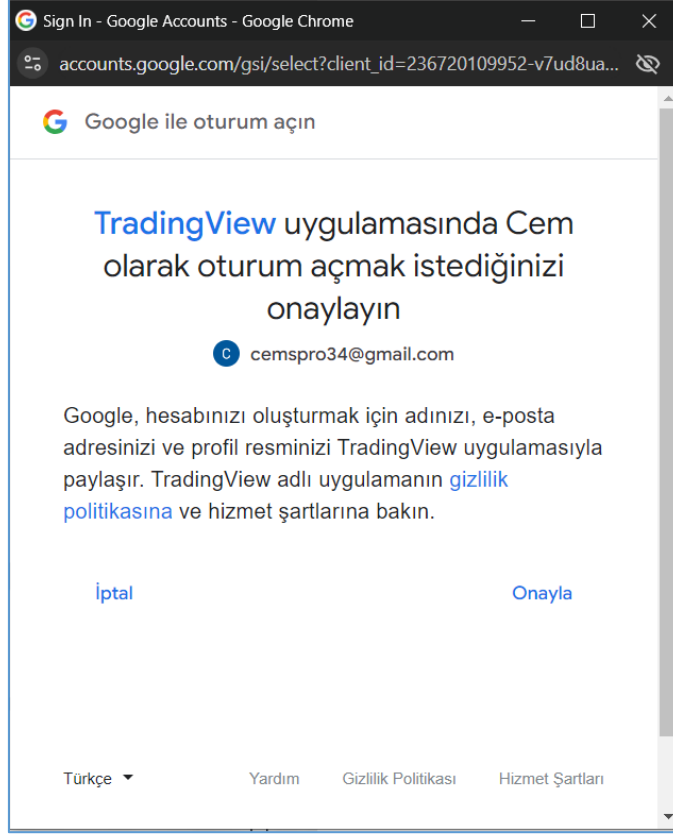 Sign In - Google Accounts - Google Chrome
accounts.google.com/gsi/select?client_id=236720109952-v7ud8ua...
Google ile oturum açın
TradingView uygulamasında Cem
olarak oturum açmak istediğinizi
onaylayın
C cemspro34@gmail.com
Google, hesabınızı oluşturmak için adınızı, e-posta
adresinizi ve profil resminizi TradingView uygulamasıyla
paylaşır. TradingView adlı uygulamanın gizlilik
politikasına ve hizmet şartlarına bakın.
İptal Onayla
Türkçe Yardım Gizlilik Politikası Hizmet Şartları